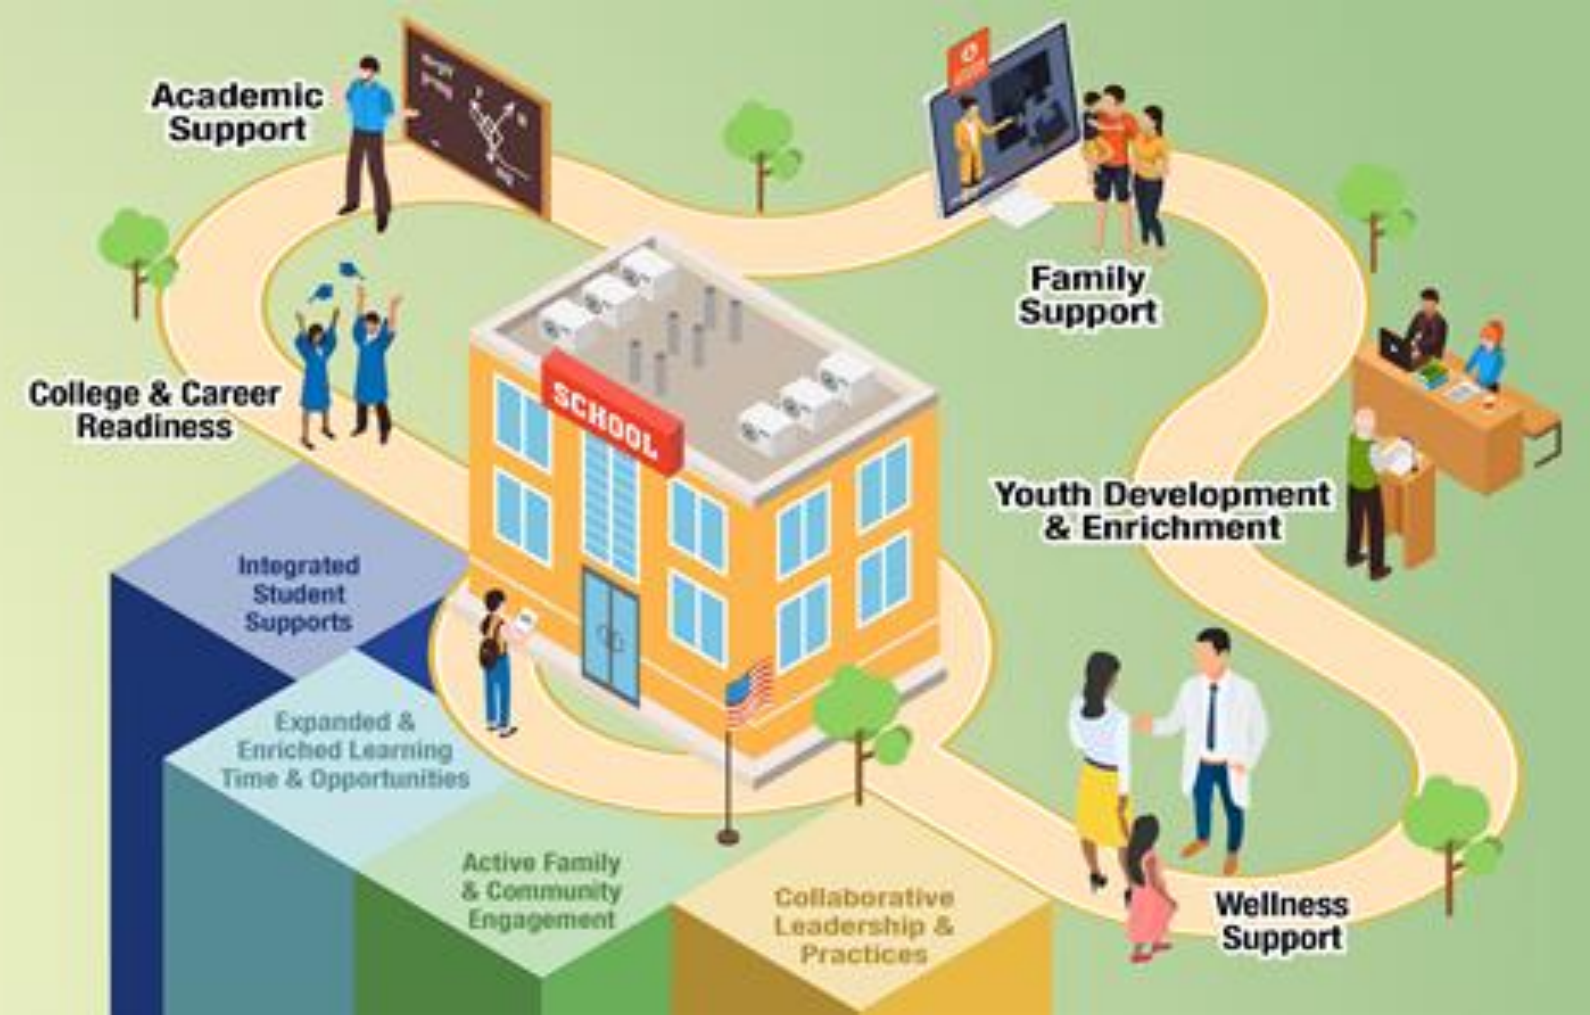 Academic
Support
Family
Support
College & Career
Readiness
SCHOOL
Youth Development
& Enrichment
Integrated
Student
Supports
Expanded &
Enriched Learning
Time & Opportunities
Active Family
& Community
Engagement
Collaborative
Leadership &
Practices
Wellness
Support